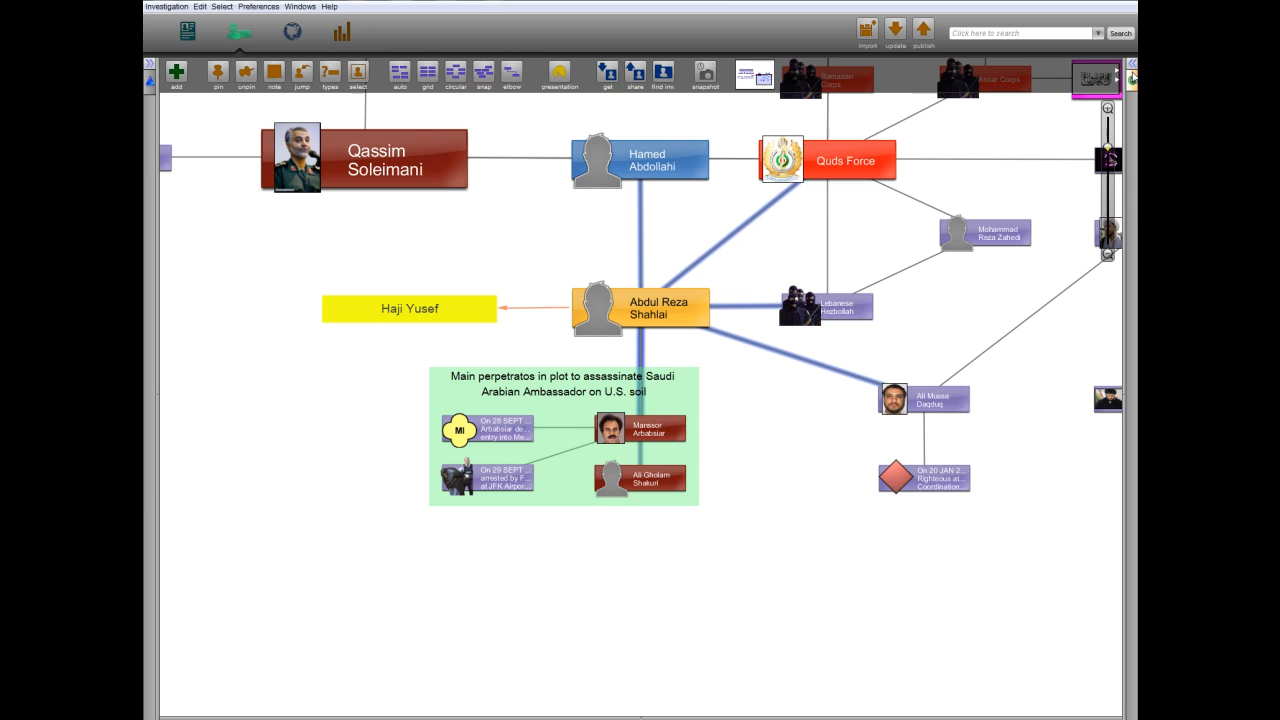 Investigation Edit Select Preferences Windows Help
Click here to search
Search
import update publish
add pin unpin note jump types select auto grid circular snap elbow presentation get share find inv. snapshot
Ramazan
Corps
Ansar Corps
Qassim
Soleimani
Hamed
Abdollahi
Quds Force
Mohammad
Reza Zahedi
Haji Yusef
Abdul Reza
Shahlai
Lebanese
Hezbollah
Main perpetratos in plot to assassinate Saudi
Arabian Ambassador on U.S. soil
Ali Mussa
Daqduq
MI
On 28 SEPT ...
Arbabsiar de...
entry into Me...
Manssor
Arbabsiar
On 29 SEPT ...
arrested by F...
at JFK Airpor...
Ali Gholam
Shakuri
On 20 JAN 2...
Righteous at...
Coordination...